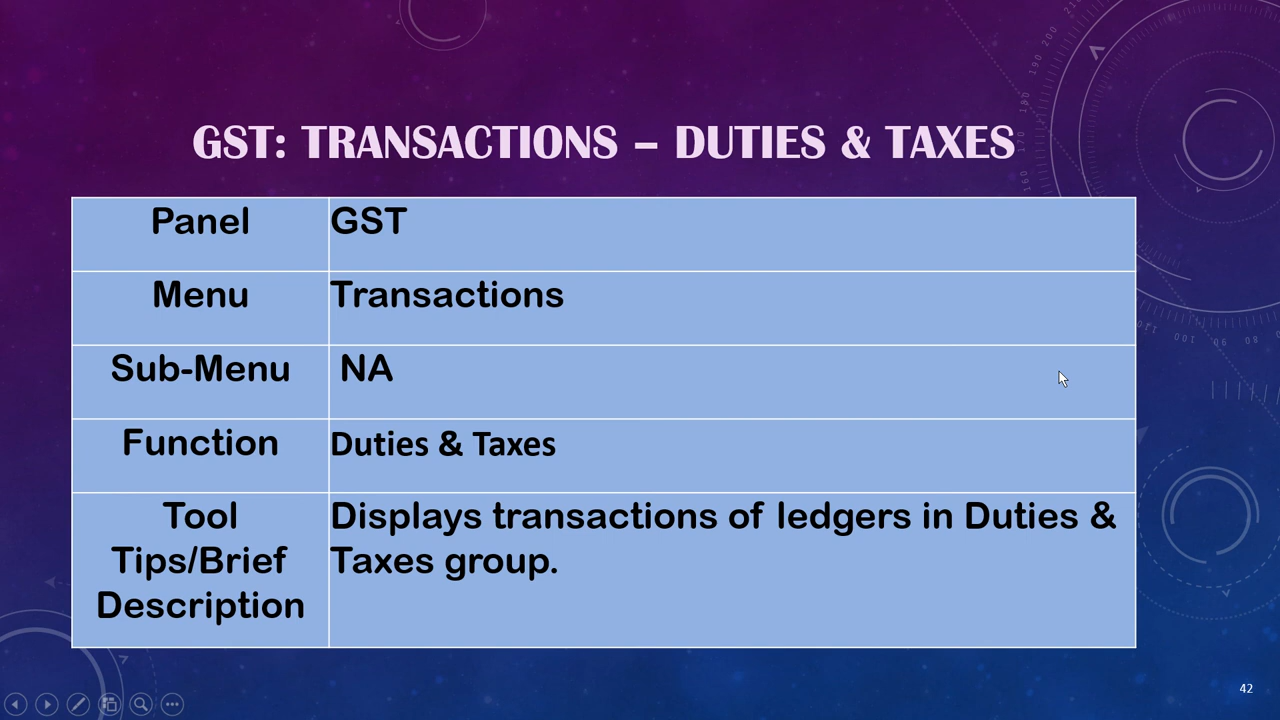 GST: TRANSACTIONS – DUTIES & TAXES
Panel
GST
Menu
Transactions
Sub-Menu
NA
Function
Duties & Taxes
Tool
Tips/Brief
Description
Displays transactions of ledgers in Duties &
Taxes group.
42